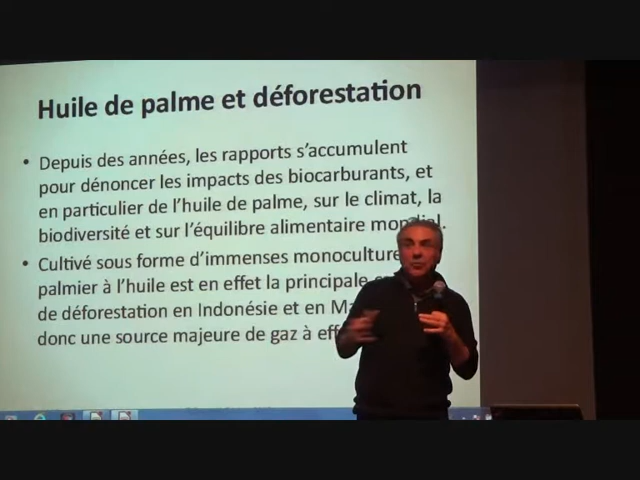 Huile de palme et déforestation
• Depuis des années, les rapports s'accumulent
pour dénoncer les impacts des biocarburants, et
en particulier de l'huile de palme, sur le climat, la
biodiversité et sur l'équilibre alimentaire mondial.
• Cultivé sous forme d'immenses monoculture
palmier à l'huile est en effet la principale
de déforestation en Indonésie et en
donc une source majeure de gaz à